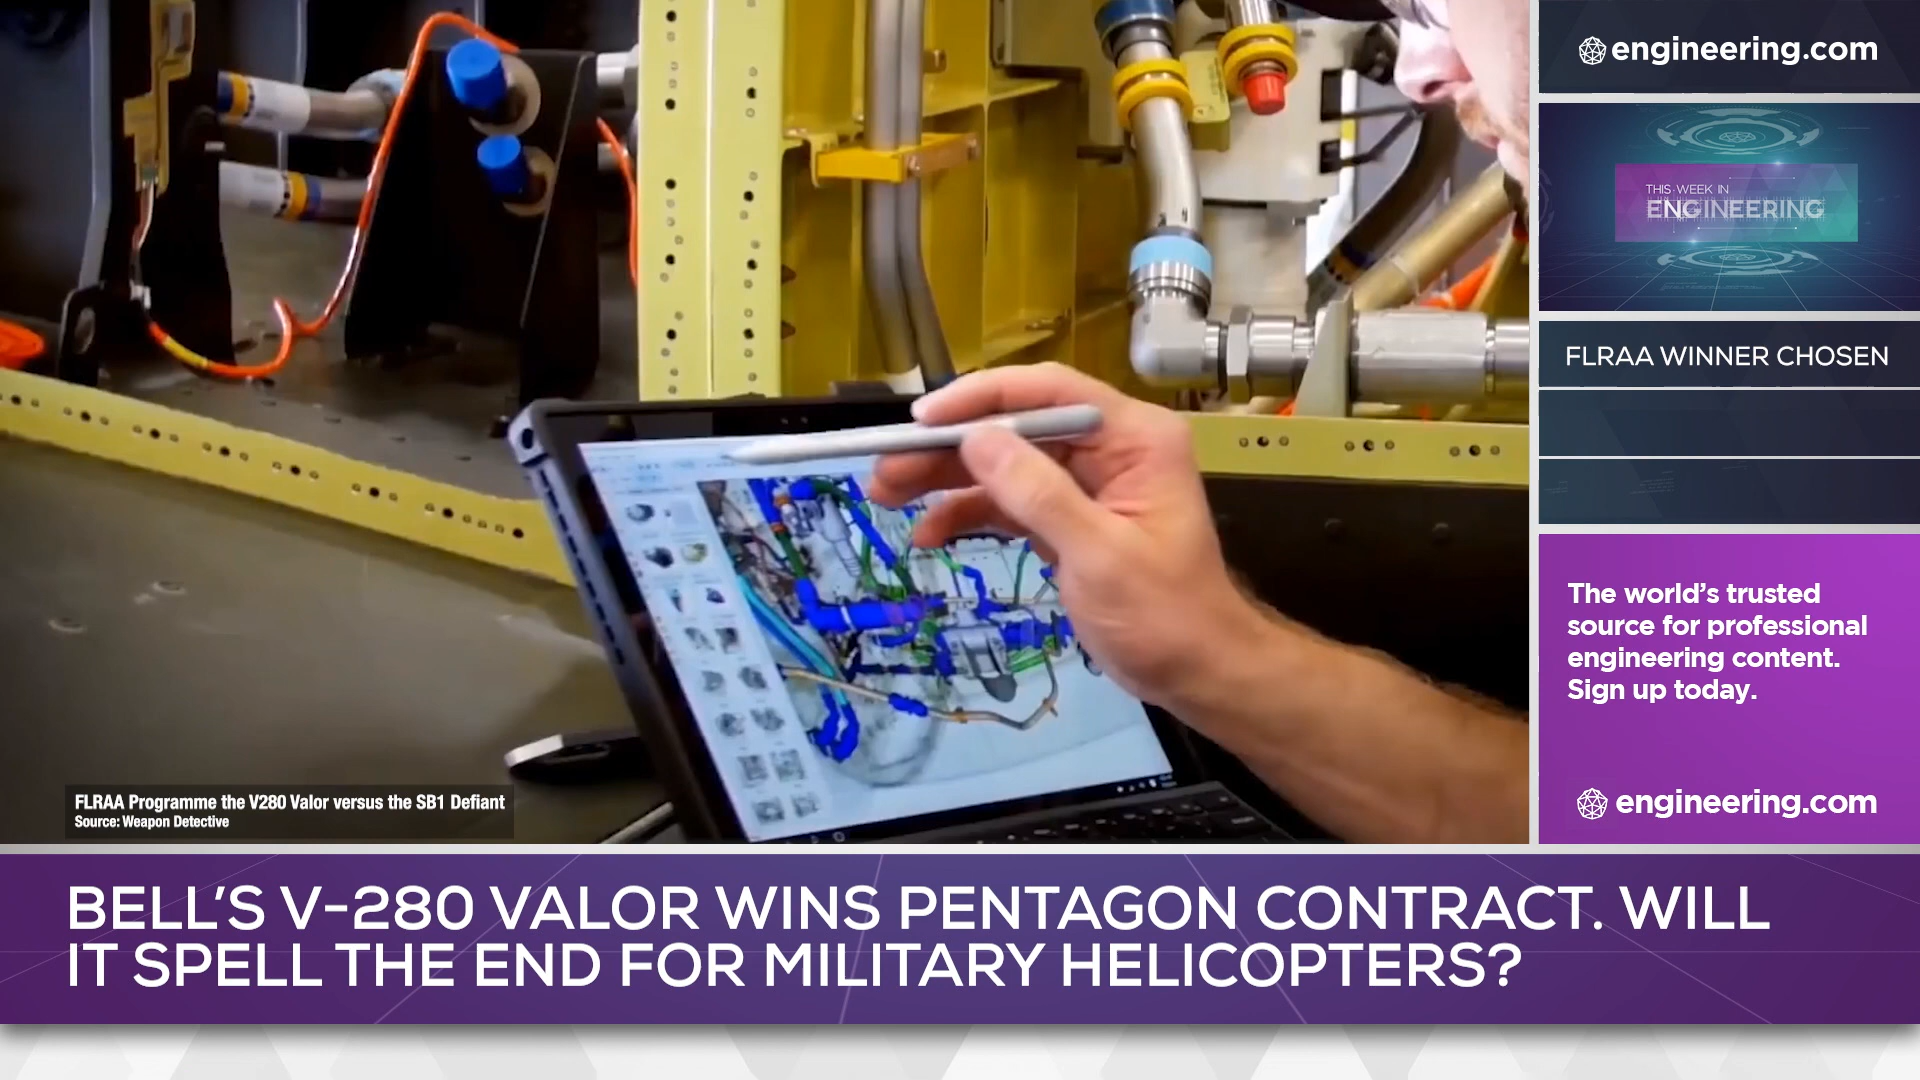 engineering.com
THIS WEEK IN
ENGINEERING
FLRAA WINNER CHOSEN
The world's trusted
source for professional
engineering content.
Sign up today.
engineering.com
FLRAA Programme the V280 Valor versus the SB1 Defiant
Source: Weapon Detective
BELL'S V-280 VALOR WINS PENTAGON CONTRACT. WILL
IT SPELL THE END FOR MILITARY HELICOPTERS?